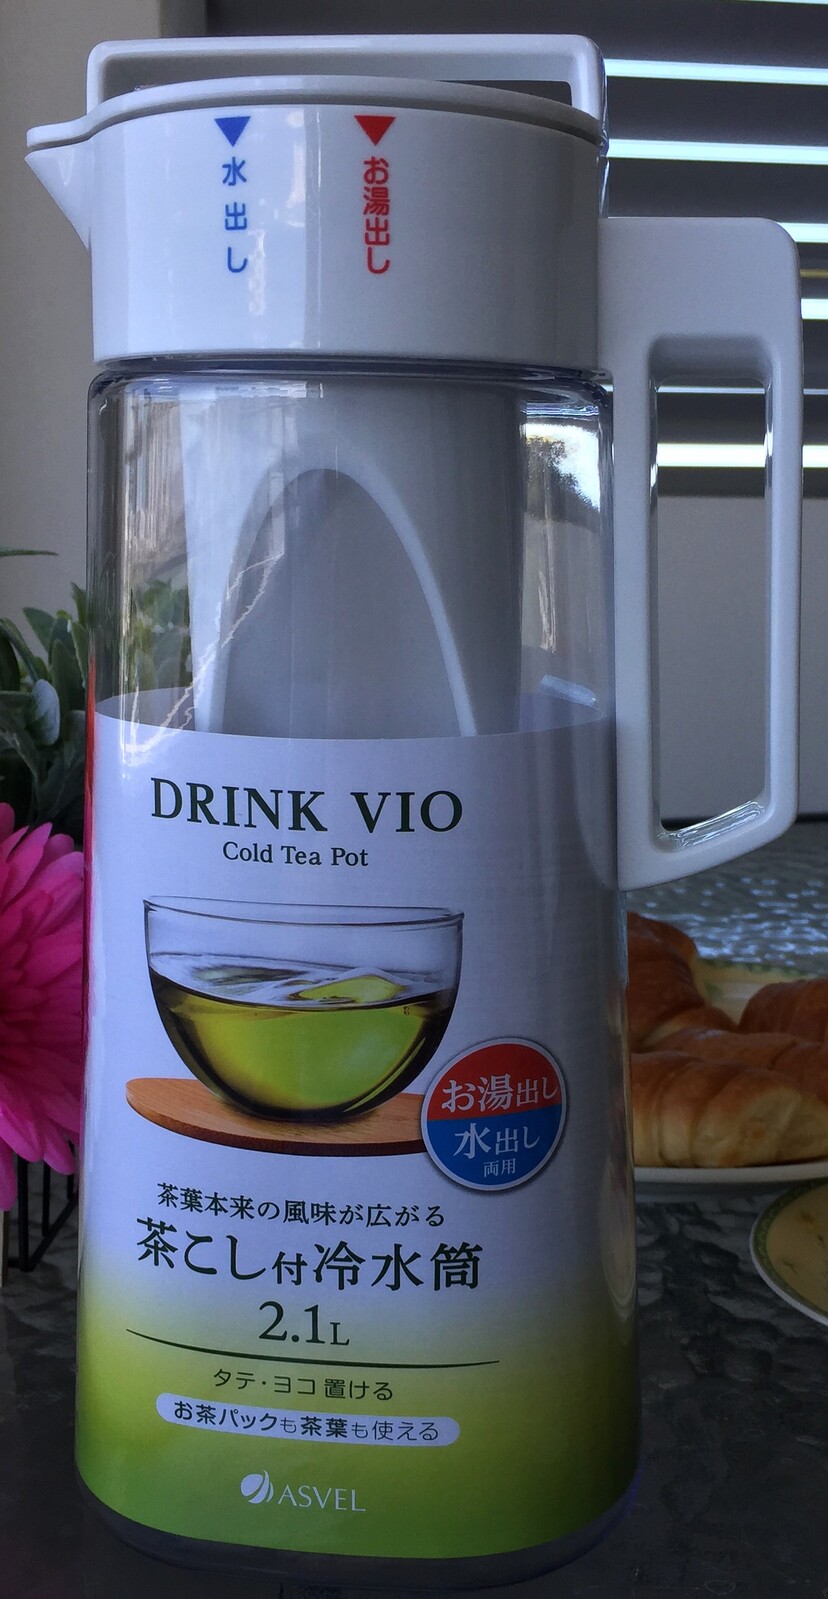 水出し
お湯出し
DRINK VIO
Cold Tea Pot
お湯出し
水出し
両用
茶葉本来の風味が広がる
茶こし付冷水筒
2.1L
タテ・ヨコ置ける
お茶パックも茶葉も使える
ASVEL